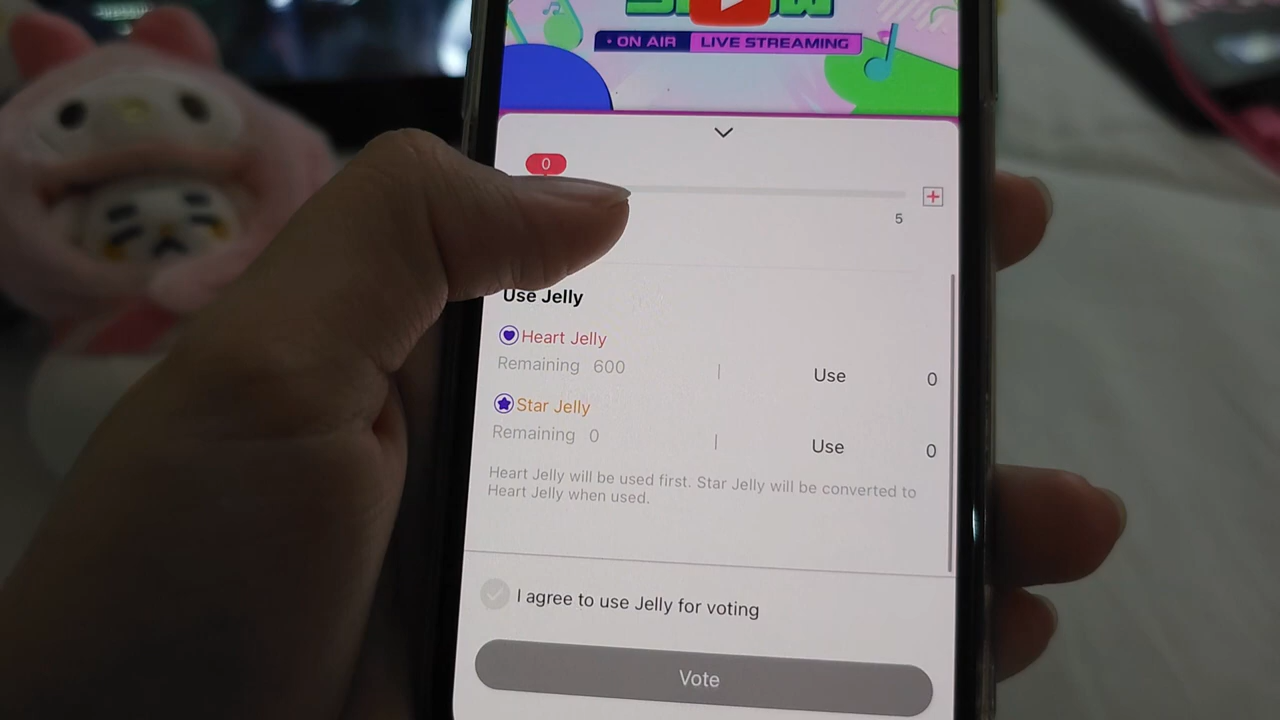 • ON AIR LIVE STREAMING
0
5
Use Jelly
Heart Jelly
Remaining 600 | Use 0
Star Jelly
Remaining 0 | Use 0
Heart Jelly will be used first. Star Jelly will be converted to
Heart Jelly when used.
I agree to use Jelly for voting
Vote